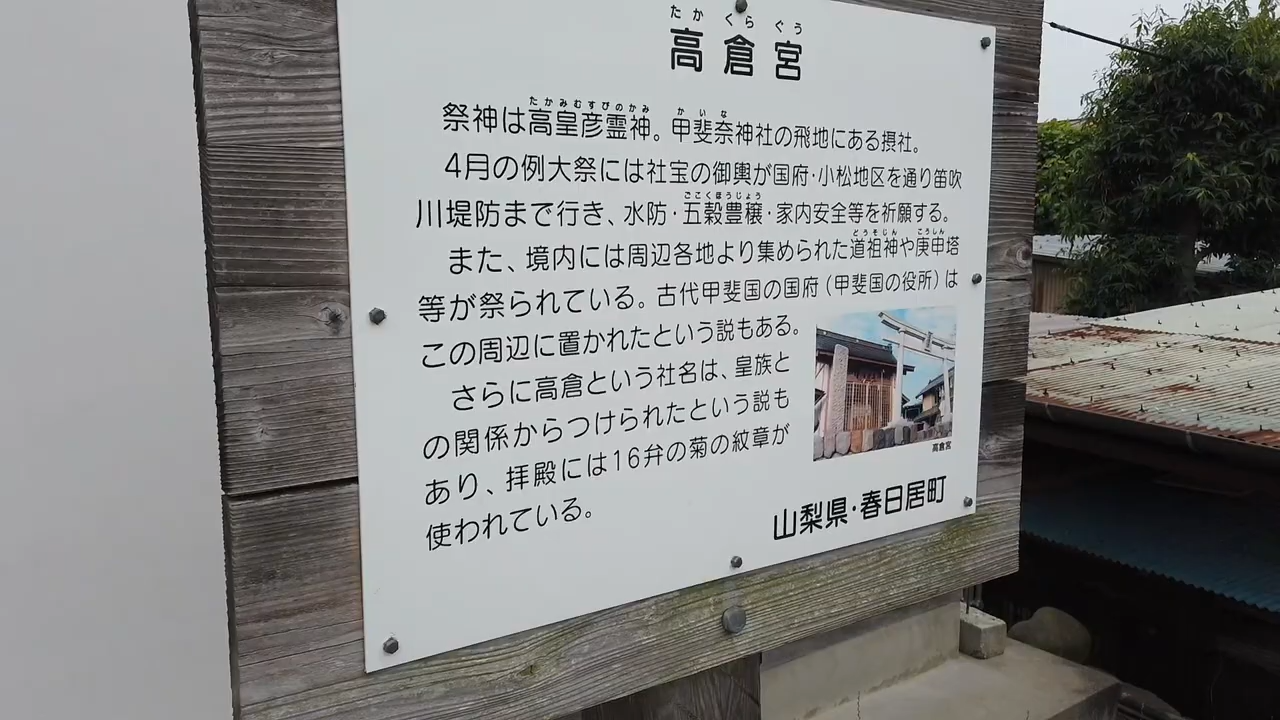 たかくらぐう
高倉宮
たかみむすびのかみ かいな
祭神は高皇彦霊神。甲斐奈神社の飛地にある摂社。
4月の例大祭には社宝の御輿が国府・小松地区を通り笛吹
ごこくほうじょう
川堤防まで行き、水防・五穀豊穣・家内安全等を祈願する。
どうそじん こうしん
また、境内には周辺各地より集められた道祖神や庚申塔
等が祭られている。古代甲斐国の国府(甲斐国の役所)は
この周辺に置かれたという説もある。
さらに高倉という社名は、皇族と
の関係からつけられたという説も
あり、拝殿には16弁の菊の紋章が
使われている。
高倉宮
山梨県・春日居町